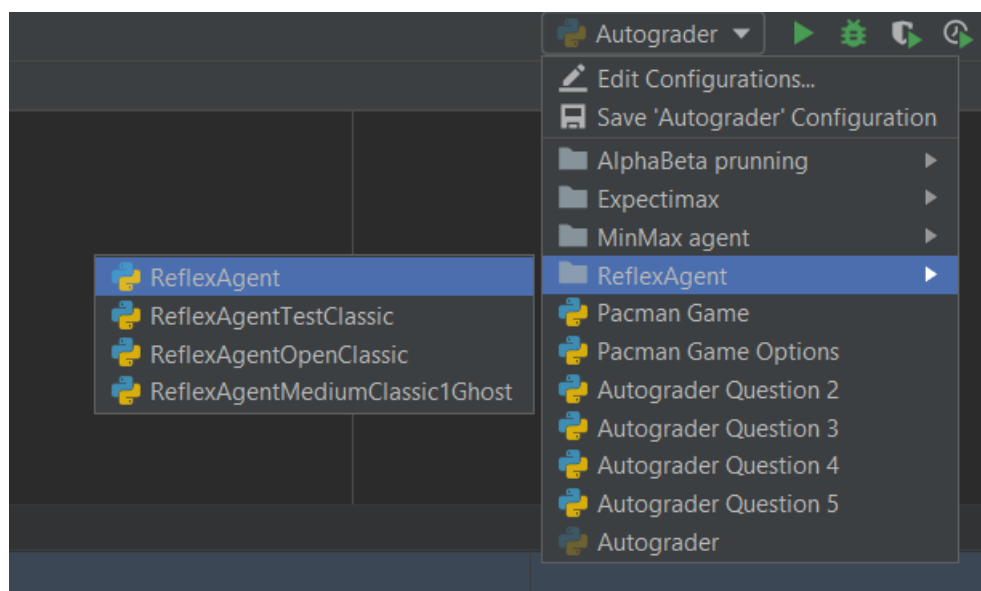 Autograder
Edit Configurations...
Save 'Autograder' Configuration
AlphaBeta prunning
Expectimax
MinMax agent
ReflexAgent
Pacman Game
Pacman Game Options
Autograder Question 2
Autograder Question 3
Autograder Question 4
Autograder Question 5
Autograder
ReflexAgent
ReflexAgentTestClassic
ReflexAgentOpenClassic
ReflexAgentMediumClassic1Ghost